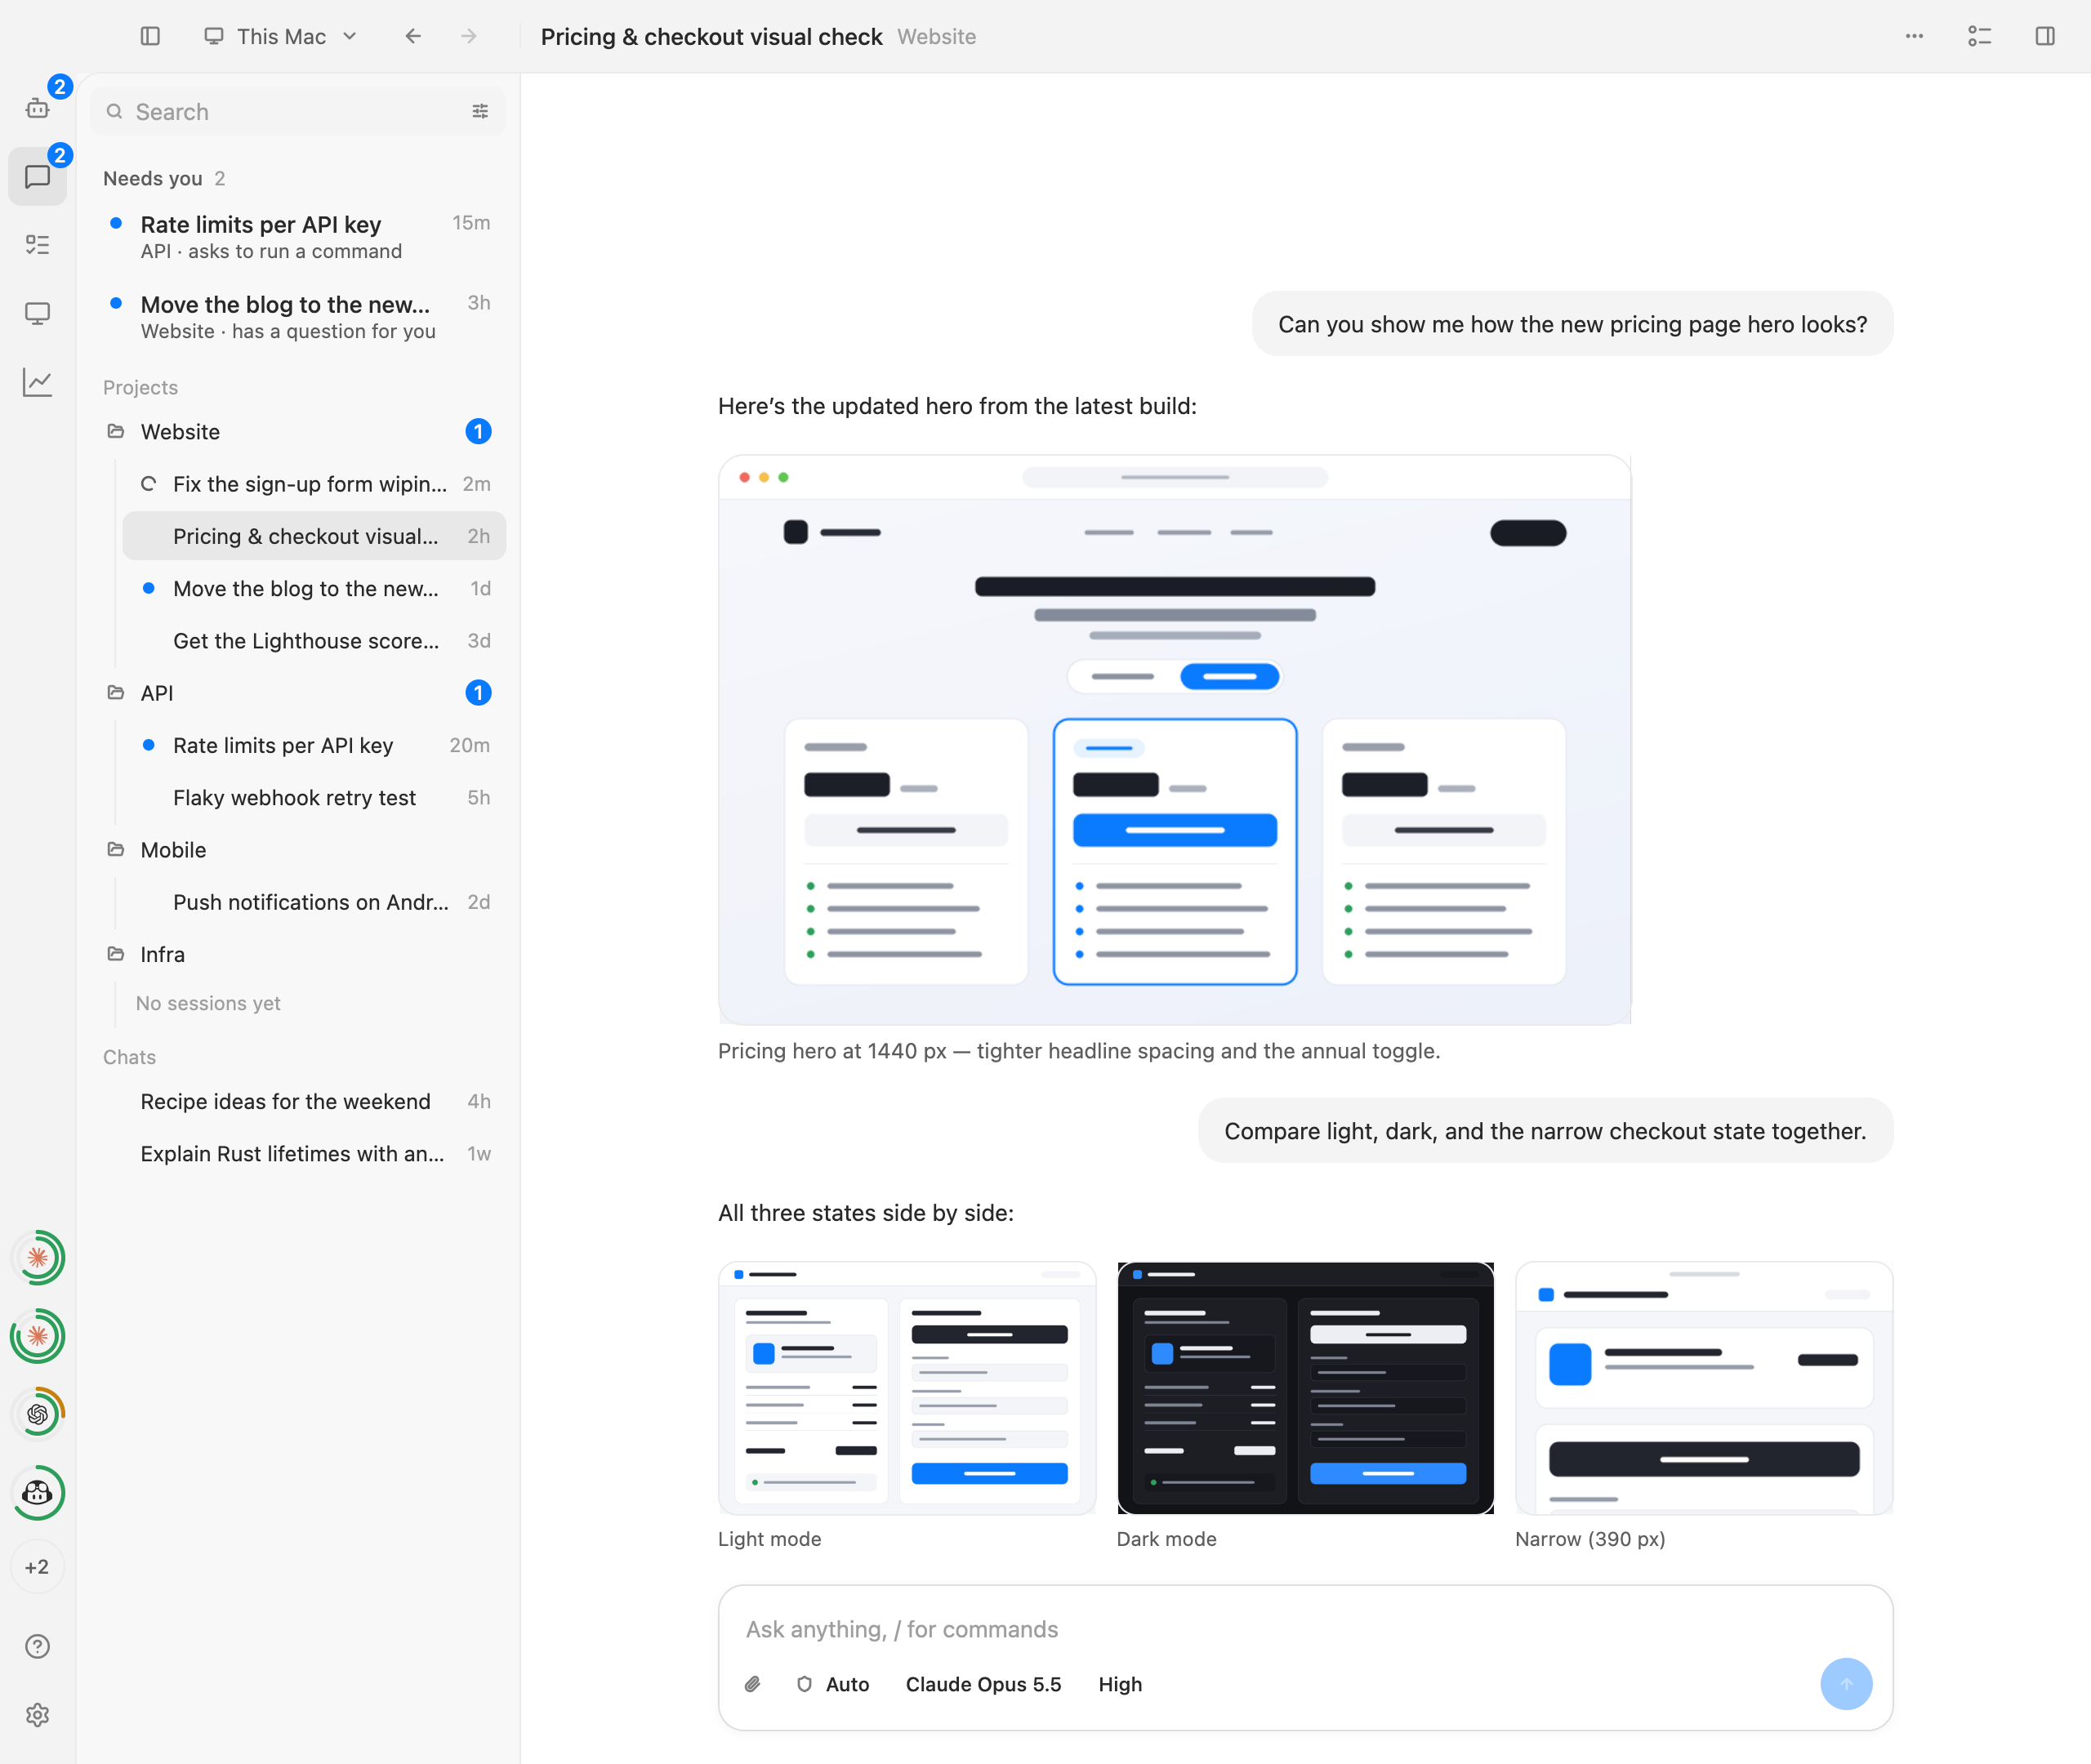 This Mac
Pricing & checkout visual check Website
2
2
Search
Needs you 2
Rate limits per API key 15m
API · asks to run a command
Move the blog to the new... 3h
Website · has a question for you
Projects
Website 1
Fix the sign-up form wipin... 2m
Pricing & checkout visual... 2h
Move the blog to the new... 1d
Get the Lighthouse score... 3d
API 1
Rate limits per API key 20m
Flaky webhook retry test 5h
Mobile
Push notifications on Andr... 2d
Infra
No sessions yet
Chats
Recipe ideas for the weekend 4h
Explain Rust lifetimes with an... 1w
+2
Can you show me how the new pricing page hero looks?
Here’s the updated hero from the latest build:
Pricing hero at 1440 px — tighter headline spacing and the annual toggle.
Compare light, dark, and the narrow checkout state together.
All three states side by side:
Light mode
Dark mode
Narrow (390 px)
Ask anything, / for commands
Auto Claude Opus 5.5 High